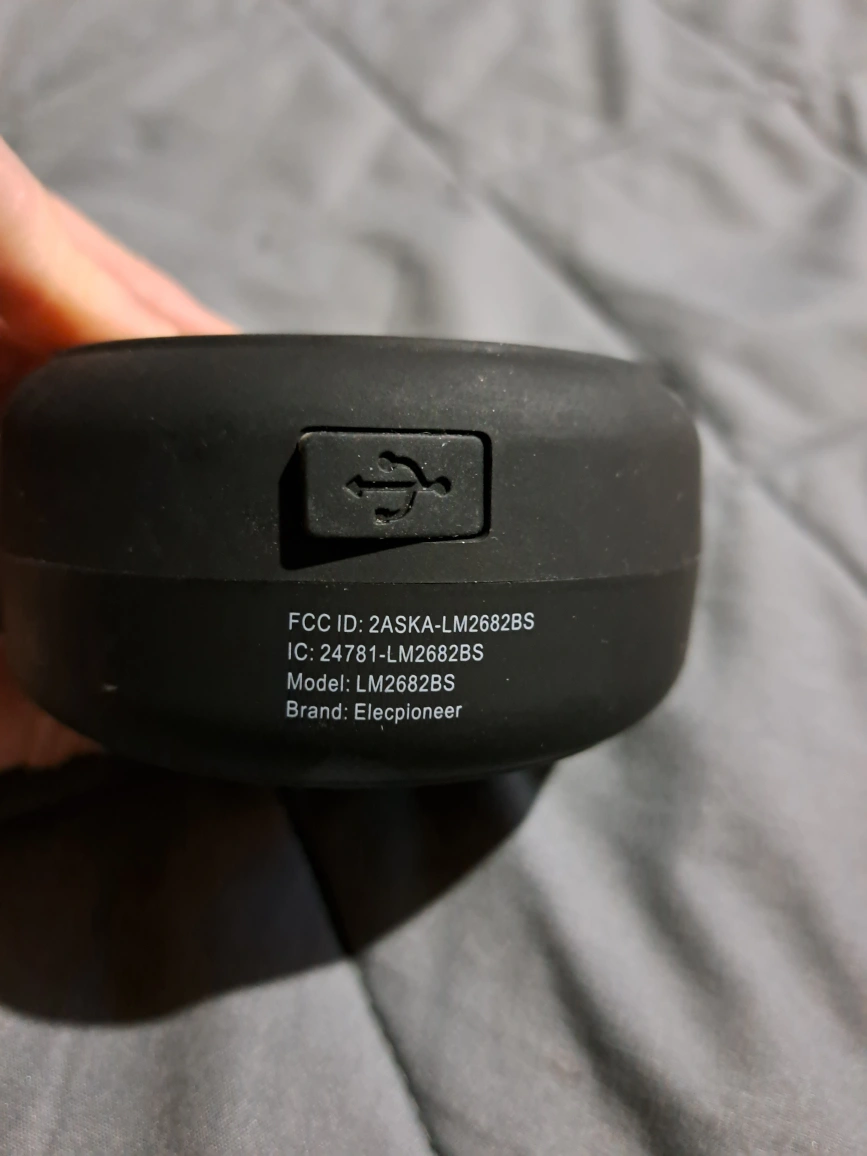 FCC ID: 2ASKA-LM2682BS
IC: 24781-LM2682BS
Model: LM2682BS
Brand: Elecpioneer